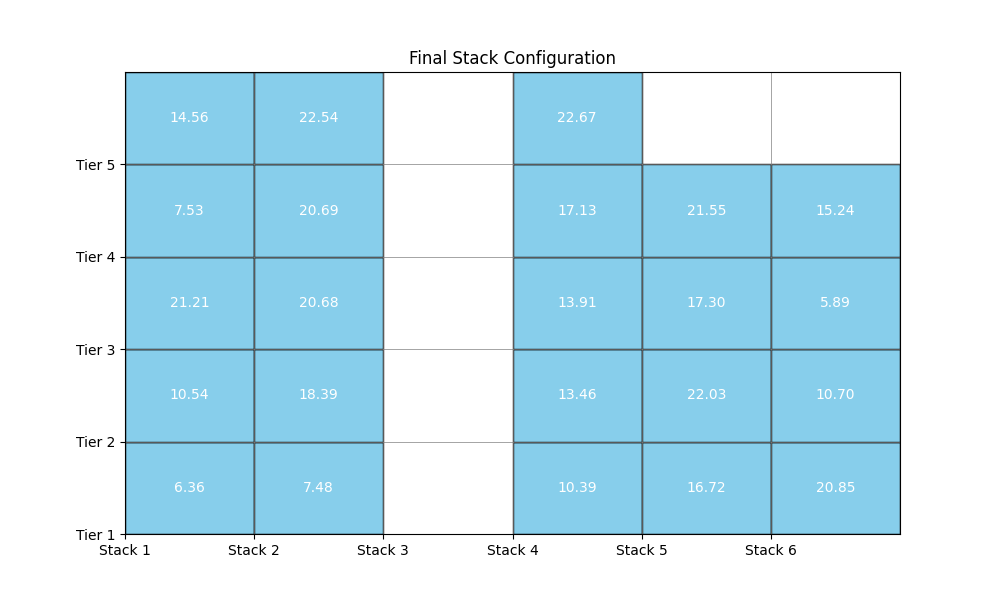 Final Stack Configuration
14.56 22.54 22.67
Tier 5
7.53 20.69 17.13 21.55 15.24
Tier 4
21.21 20.68 13.91 17.30 5.89
Tier 3
10.54 18.39 13.46 22.03 10.70
Tier 2
6.36 7.48 10.39 16.72 20.85
Tier 1
Stack 1 Stack 2 Stack 3 Stack 4 Stack 5 Stack 6